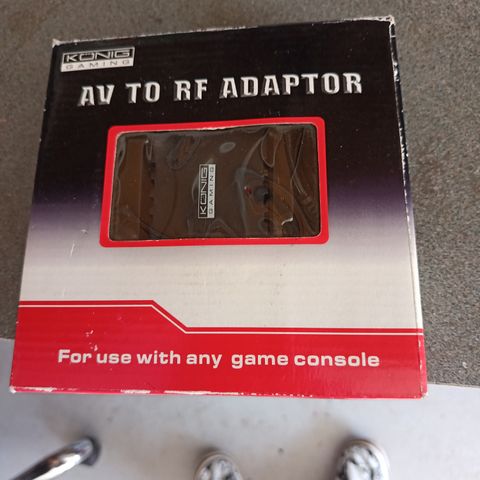 KÖNIG
GAMING
AV TO RF ADAPTOR
KÖNIG
GAMING
For use with any game console